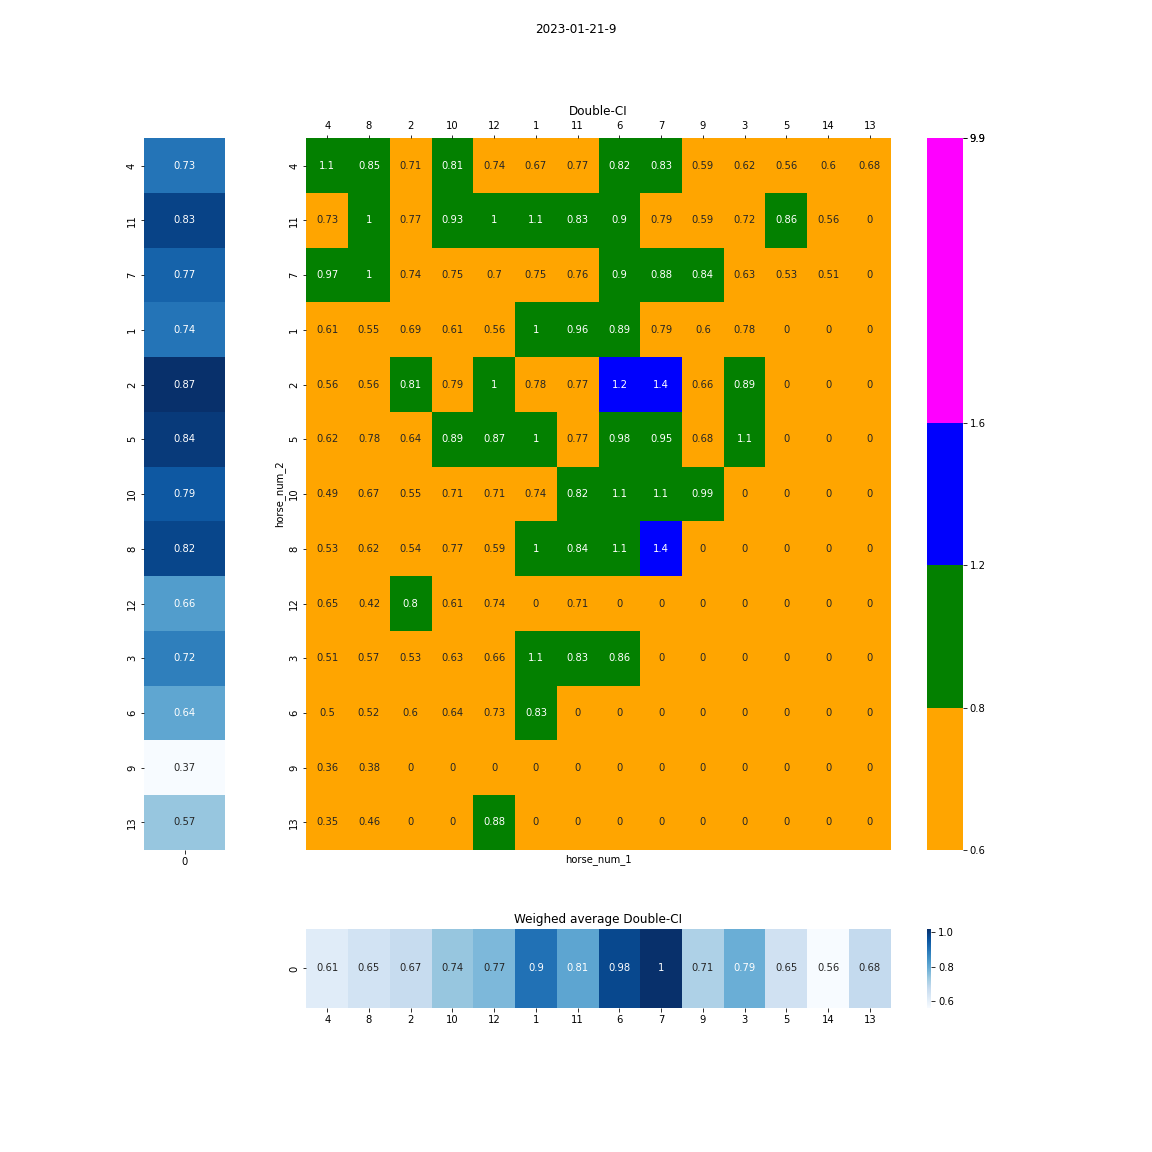 2023-01-21-9
Double-CI
4 8 2 10 12 1 11 6 7 9 3 5 14 13
9.9
4 0.73 4 1.1 0.85 0.71 0.81 0.74 0.67 0.77 0.82 0.83 0.59 0.62 0.56 0.6 0.68
11 0.83 11 0.73 1 0.77 0.93 1 1.1 0.83 0.9 0.79 0.59 0.72 0.86 0.56 0
7 0.77 7 0.97 1 0.74 0.75 0.7 0.75 0.76 0.9 0.88 0.84 0.63 0.53 0.51 0
1 0.74 1 0.61 0.55 0.69 0.61 0.56 1 0.96 0.89 0.79 0.6 0.78 0 0 0
2 0.87 2 0.56 0.56 0.81 0.79 1 0.78 0.77 1.2 1.4 0.66 0.89 0 0 0
1.6
5 0.84 5 0.62 0.78 0.64 0.89 0.87 1 0.77 0.98 0.95 0.68 1.1 0 0 0
horse_num_2
10 0.79 10 0.49 0.67 0.55 0.71 0.71 0.74 0.82 1.1 1.1 0.99 0 0 0 0
8 0.82 8 0.53 0.62 0.54 0.77 0.59 1 0.84 1.1 1.4 0 0 0 0 0
1.2
12 0.66 12 0.65 0.42 0.8 0.61 0.74 0 0.71 0 0 0 0 0 0 0
3 0.72 3 0.51 0.57 0.53 0.63 0.66 1.1 0.83 0.86 0 0 0 0 0 0
0.8
6 0.64 6 0.5 0.52 0.6 0.64 0.73 0.83 0 0 0 0 0 0 0 0
9 0.37 9 0.36 0.38 0 0 0 0 0 0 0 0 0 0 0 0
13 0.57 13 0.35 0.46 0 0 0.88 0 0 0 0 0 0 0 0 0
0.6
0
horse_num_1
Weighed average Double-CI
1.0
0 0.61 0.65 0.67 0.74 0.77 0.9 0.81 0.98 1 0.71 0.79 0.65 0.56 0.68
0.8
0.6
4 8 2 10 12 1 11 6 7 9 3 5 14 13